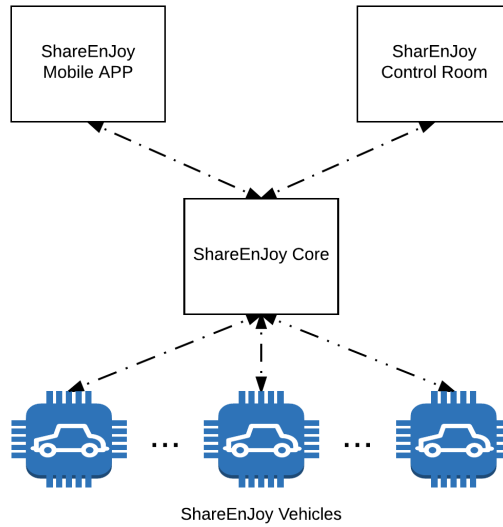 ShareEnJoy
Mobile APP
SharEnJoy
Control Room
ShareEnJoy Core
... ...
ShareEnJoy Vehicles